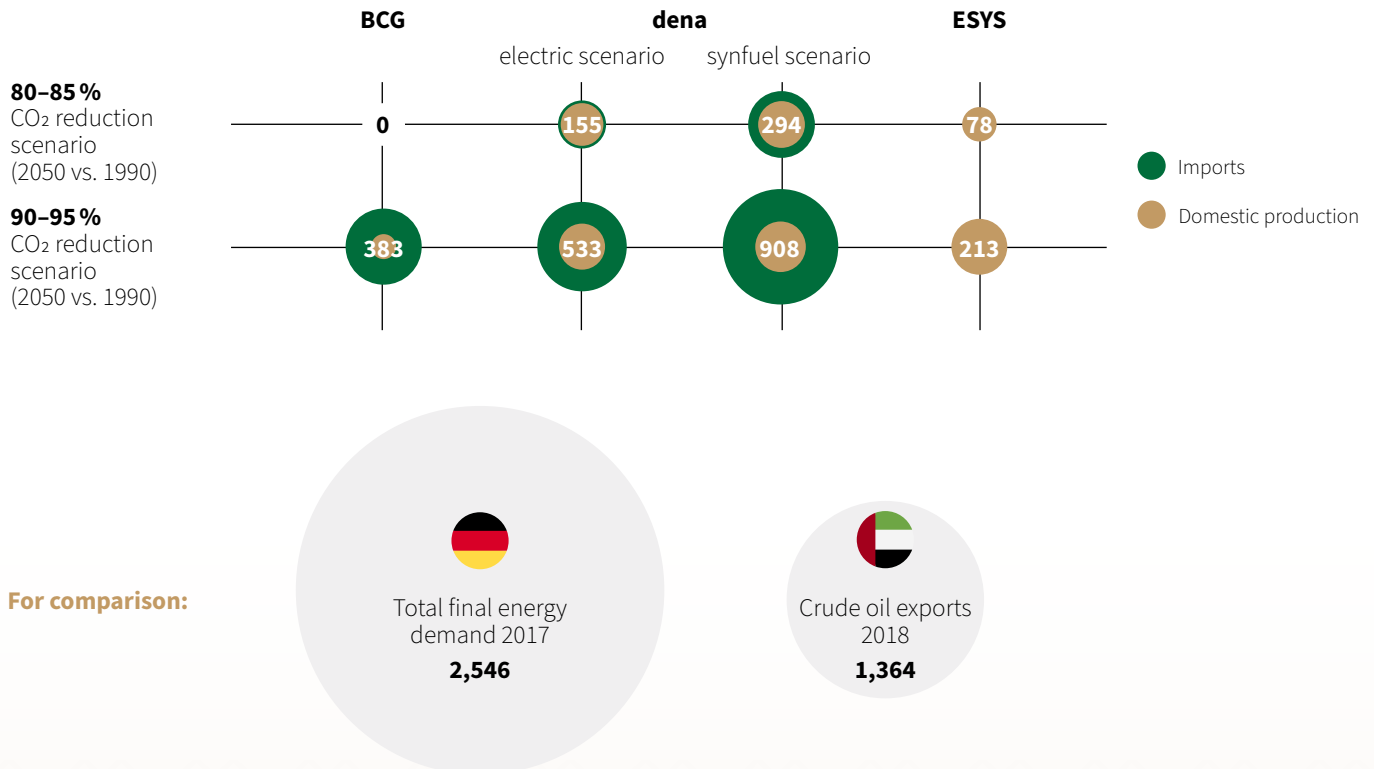 BCG
dena
ESYS
electric scenario
synfuel scenario
80–85 %
CO₂ reduction
scenario
(2050 vs. 1990)
0
155
294
78
Imports
Domestic production
90–95 %
CO₂ reduction
scenario
(2050 vs. 1990)
383
533
908
213
For comparison:
Total final energy
demand 2017
2,546
Crude oil exports
2018
1,364